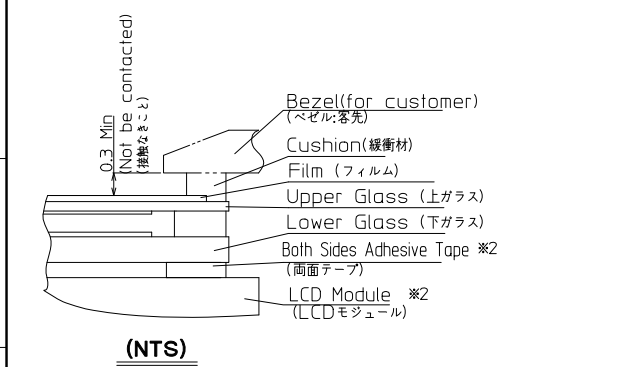 0.3 Min
(Not be contacted)
(接触なきこと)
Bezel(for customer)
(ベゼル:客先)
Cushion(緩衝材)
Film (フィルム)
Upper Glass (上ガラス)
Lower Glass (下ガラス)
Both Sides Adhesive Tape ※2
(両面テープ)
LCD Module ※2
(LCDモジュール)
(NTS)